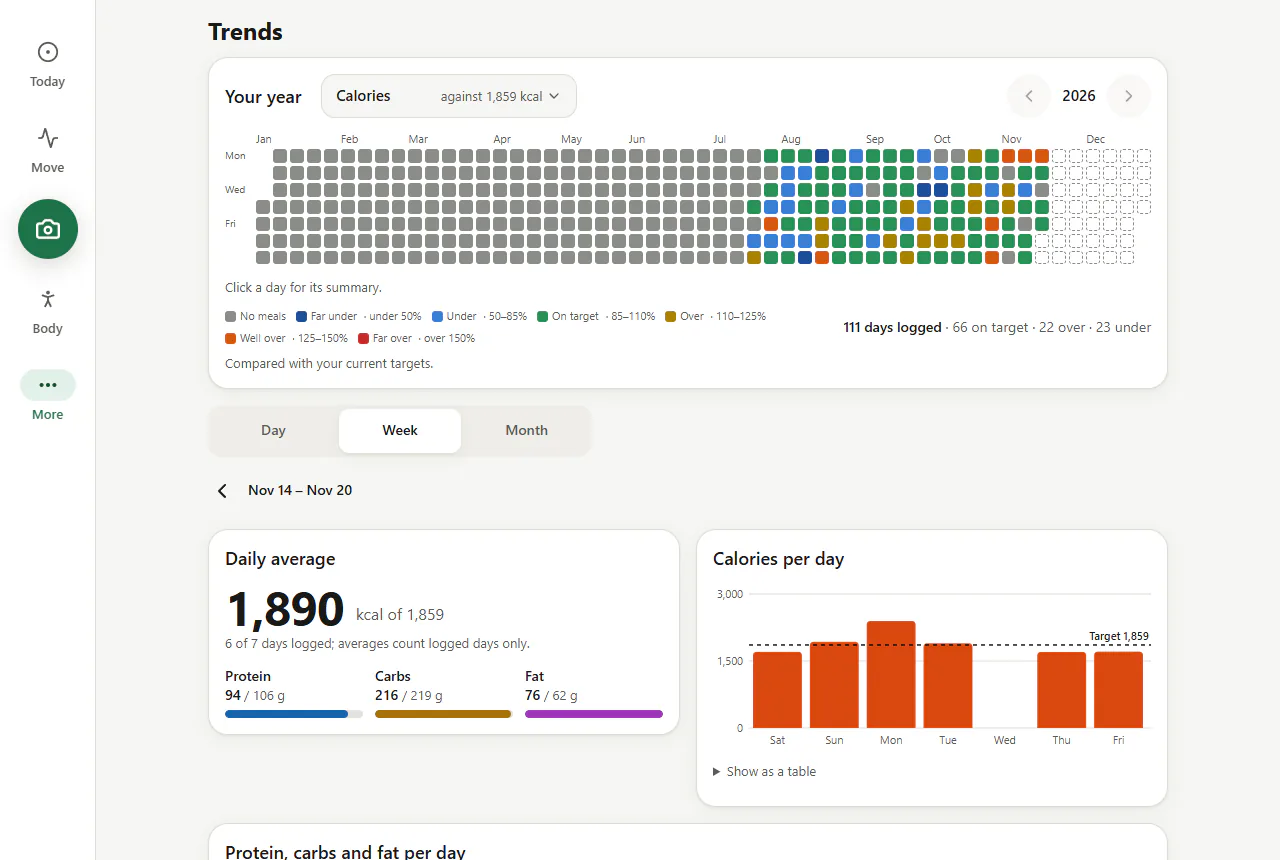 Today
Move
Body
More
Trends
Your year
Calories against 1,859 kcal
2026
Jan Feb Mar Apr May Jun Jul Aug Sep Oct Nov Dec
Mon
Wed
Fri
Click a day for its summary.
No meals Far under · under 50% Under · 50–85% On target · 85–110% Over · 110–125%
Well over · 125–150% Far over · over 150%
111 days logged · 66 on target · 22 over · 23 under
Compared with your current targets.
Day Week Month
Nov 14 – Nov 20
Daily average
1,890 kcal of 1,859
6 of 7 days logged; averages count logged days only.
Protein Carbs Fat
94 / 106 g 216 / 219 g 76 / 62 g
Calories per day
3,000
Target 1,859
1,500
0
Sat Sun Mon Tue Wed Thu Fri
Show as a table
Protein, carbs and fat per day